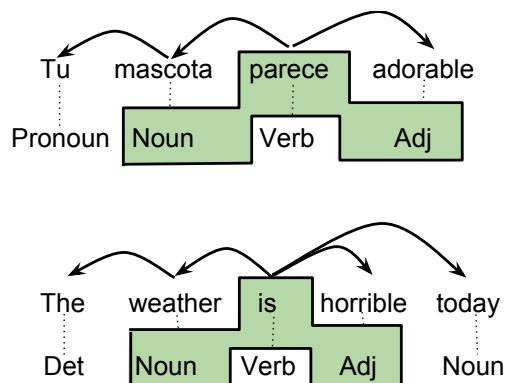 Tu mascota parece adorable
Pronoun Noun Verb Adj
The weather is horrible today
Det Noun Verb Adj Noun